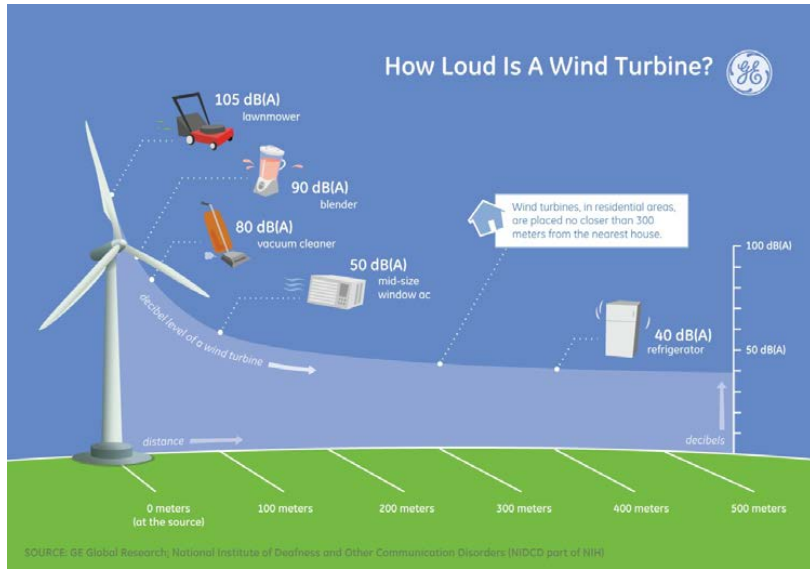 How Loud Is A Wind Turbine?
GE
105 dB(A)
lawnmower
90 dB(A)
blender
80 dB(A)
vacuum cleaner
50 dB(A)
mid-size
window ac
Wind turbines, in residential areas,
are placed no closer than 300
meters from the nearest house.
100 dB(A)
40 dB(A)
refrigerator
50 dB(A)
decibel level of a wind turbine
distance
decibels
0 meters
(at the source)
100 meters
200 meters
300 meters
400 meters
500 meters
SOURCE: GE Global Research; National Institute of Deafness and Other Communication Disorders (NIDCD part of NIH)